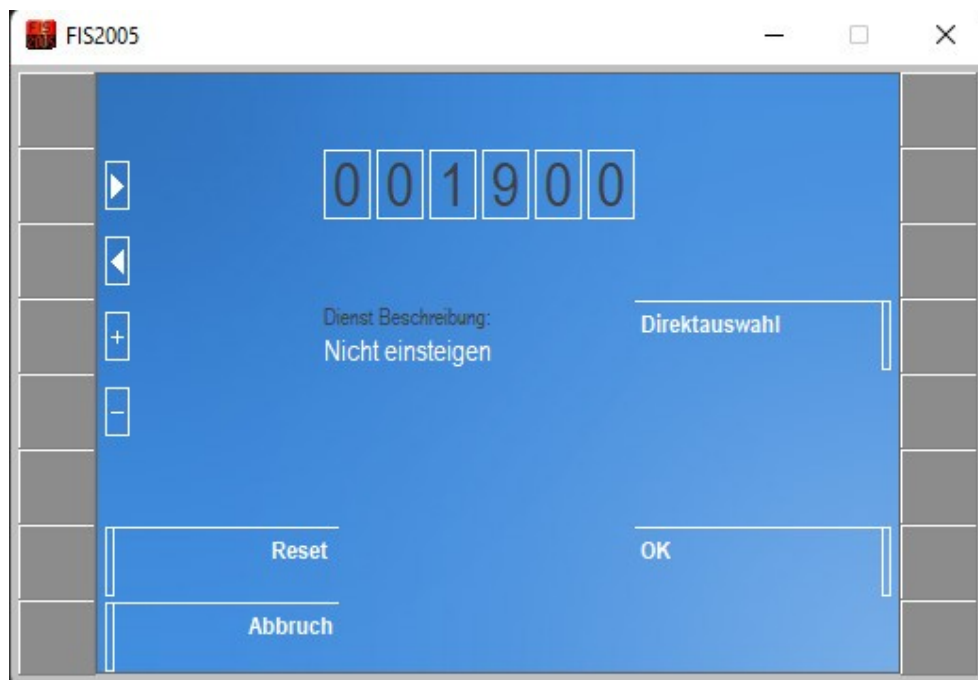 FIS2005
001900
Dienst Beschreibung:
Nicht einsteigen
Direktauswahl
+
-
Reset
OK
Abbruch